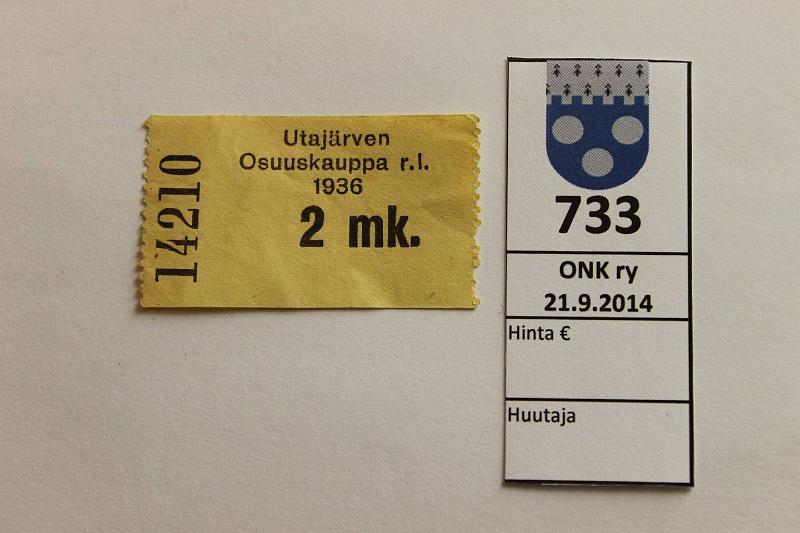 14210
Utajärven
Osuuskauppa r.l.
1936
2 mk.
733
ONK ry
21.9.2014
Hinta €
Huutaja